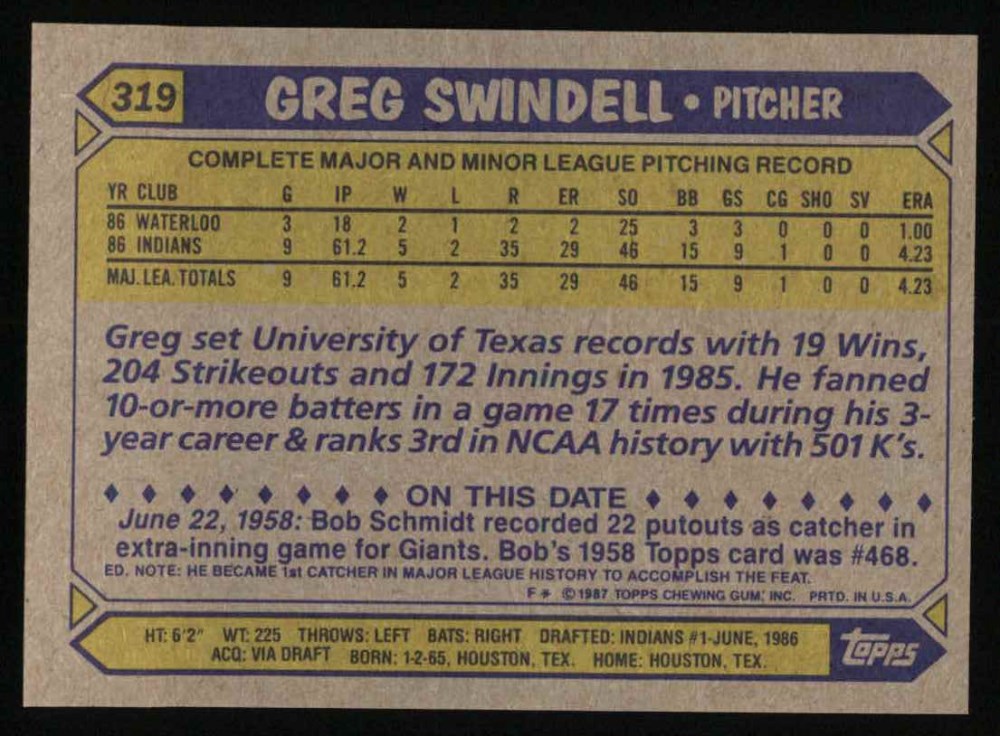 319 GREG SWINDELL • PITCHER
COMPLETE MAJOR AND MINOR LEAGUE PITCHING RECORD
YR CLUB G IP W L R ER SO BB GS CG SHO SV ERA
86 WATERLOO 3 18 2 1 2 2 25 3 3 0 0 0 1.00
86 INDIANS 9 61.2 5 2 35 29 46 15 9 1 0 0 4.23
MAJ. LEA. TOTALS 9 61.2 5 2 35 29 46 15 9 1 0 0 4.23
Greg set University of Texas records with 19 Wins,
204 Strikeouts and 172 Innings in 1985. He fanned
10-or-more batters in a game 17 times during his 3-
year career & ranks 3rd in NCAA history with 501 K's.
♦ ♦ ♦ ♦ ♦ ♦ ♦ ♦ ON THIS DATE ♦ ♦ ♦ ♦ ♦ ♦ ♦ ♦
June 22, 1958: Bob Schmidt recorded 22 putouts as catcher in
extra-inning game for Giants. Bob's 1958 Topps card was #468.
ED. NOTE: HE BECAME 1st CATCHER IN MAJOR LEAGUE HISTORY TO ACCOMPLISH THE FEAT.
F* ©1987 TOPPS CHEWING GUM, INC. PRTD. IN U.S.A.
HT: 6'2" WT: 225 THROWS: LEFT BATS: RIGHT DRAFTED: INDIANS #1-JUNE, 1986
ACQ: VIA DRAFT BORN: 1-2-65, HOUSTON, TEX. HOME: HOUSTON, TEX.
topps